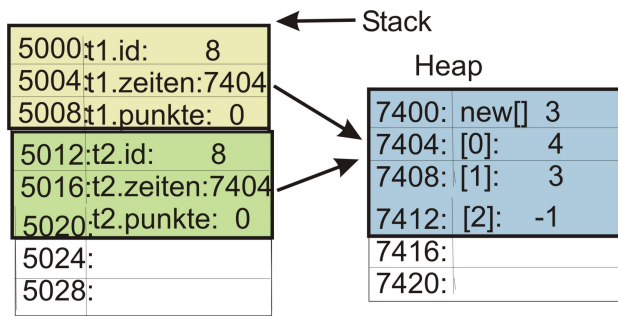 Stack
5000: t1.id: 8
5004: t1.zeiten: 7404
5008: t1.punkte: 0
5012: t2.id: 8
5016: t2.zeiten: 7404
5020: t2.punkte: 0
5024:
5028:
Heap
7400: new[] 3
7404: [0]: 4
7408: [1]: 3
7412: [2]: -1
7416:
7420: